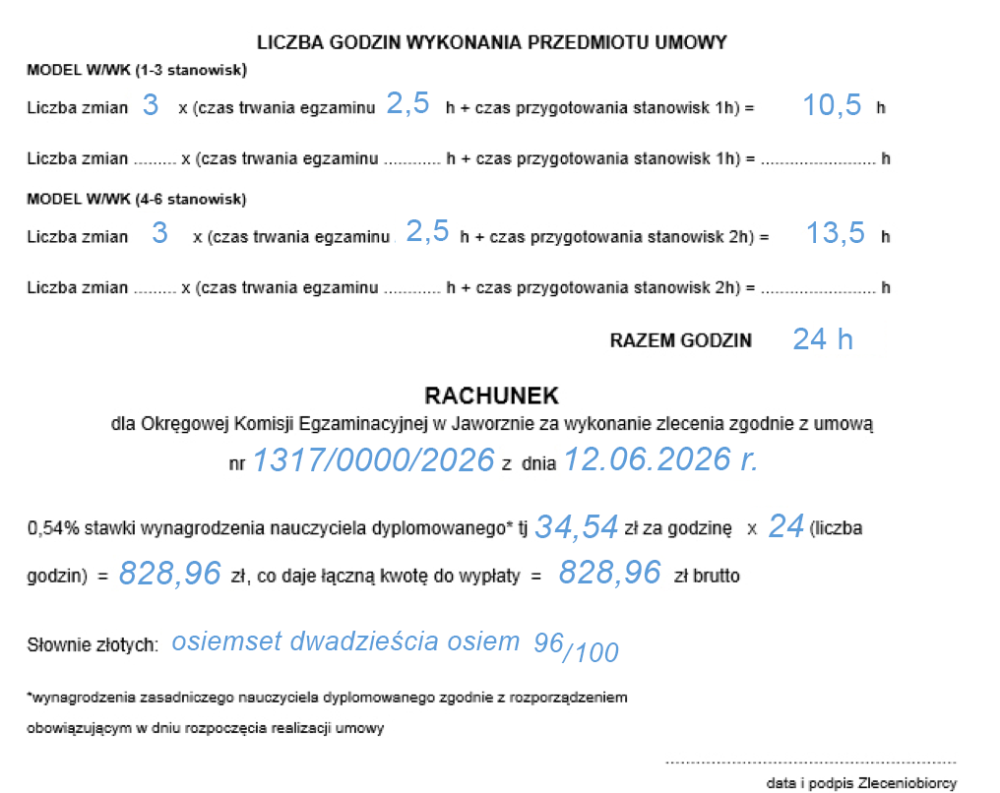 LICZBA GODZIN WYKONANIA PRZEDMIOTU UMOWY
MODEL W/WK (1-3 stanowisk)
Liczba zmian 3 x (czas trwania egzaminu 2,5 h + czas przygotowania stanowisk 1h) = 10,5 h
Liczba zmian ......... x (czas trwania egzaminu ............ h + czas przygotowania stanowisk 1h) = ........................ h
MODEL W/WK (4-6 stanowisk)
Liczba zmian 3 x (czas trwania egzaminu 2,5 h + czas przygotowania stanowisk 2h) = 13,5 h
Liczba zmian ......... x (czas trwania egzaminu ............ h + czas przygotowania stanowisk 2h) = ........................ h
RAZEM GODZIN 24 h
RACHUNEK
dla Okręgowej Komisji Egzaminacyjnej w Jaworznie za wykonanie zlecenia zgodnie z umową
nr 1317/0000/2026 z dnia 12.06.2026 r.
0,54% stawki wynagrodzenia nauczyciela dyplomowanego* tj 34,54 zł za godzinę x 24 (liczba
godzin) = 828,96 zł, co daje łączną kwotę do wypłaty = 828,96 zł brutto
Słownie złotych: osiemset dwadzieścia osiem 96/100
*wynagrodzenia zasadniczego nauczyciela dyplomowanego zgodnie z rozporządzeniem
obowiązującym w dniu rozpoczęcia realizacji umowy
............................................................
data i podpis Zleceniobiorcy